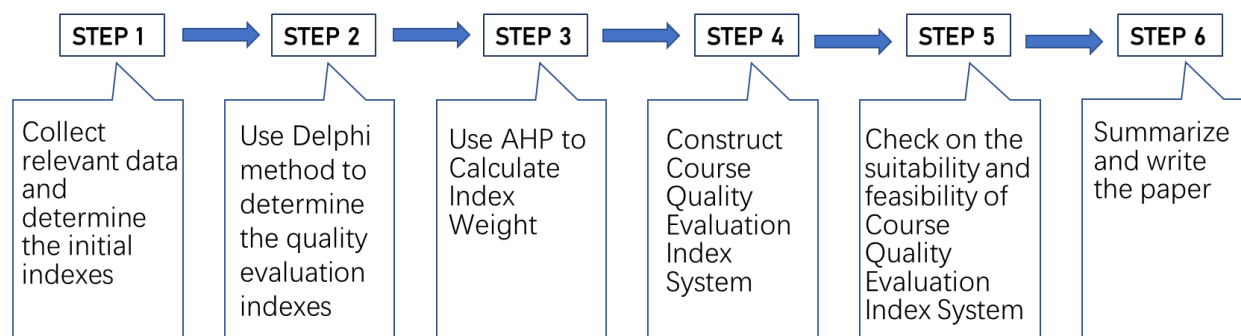 STEP 1
STEP 2
STEP 3
STEP 4
STEP 5
STEP 6
Collect
relevant data
and
determine
the initial
indexes
Use Delphi
method to
determine
the quality
evaluation
indexes
Use AHP to
Calculate
Index
Weight
Construct
Course
Quality
Evaluation
Index
System
Check on the
suitability and
feasibility of
Course
Quality
Evaluation
Index System
Summarize
and write
the paper